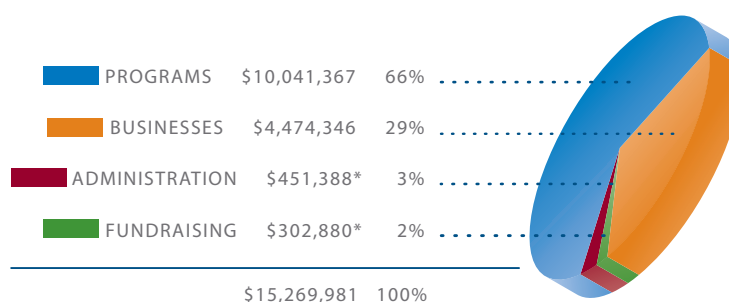 PROGRAMS $10,041,367 66%
BUSINESSES $4,474,346 29%
ADMINISTRATION $451,388* 3%
FUNDRAISING $302,880* 2%
$15,269,981 100%